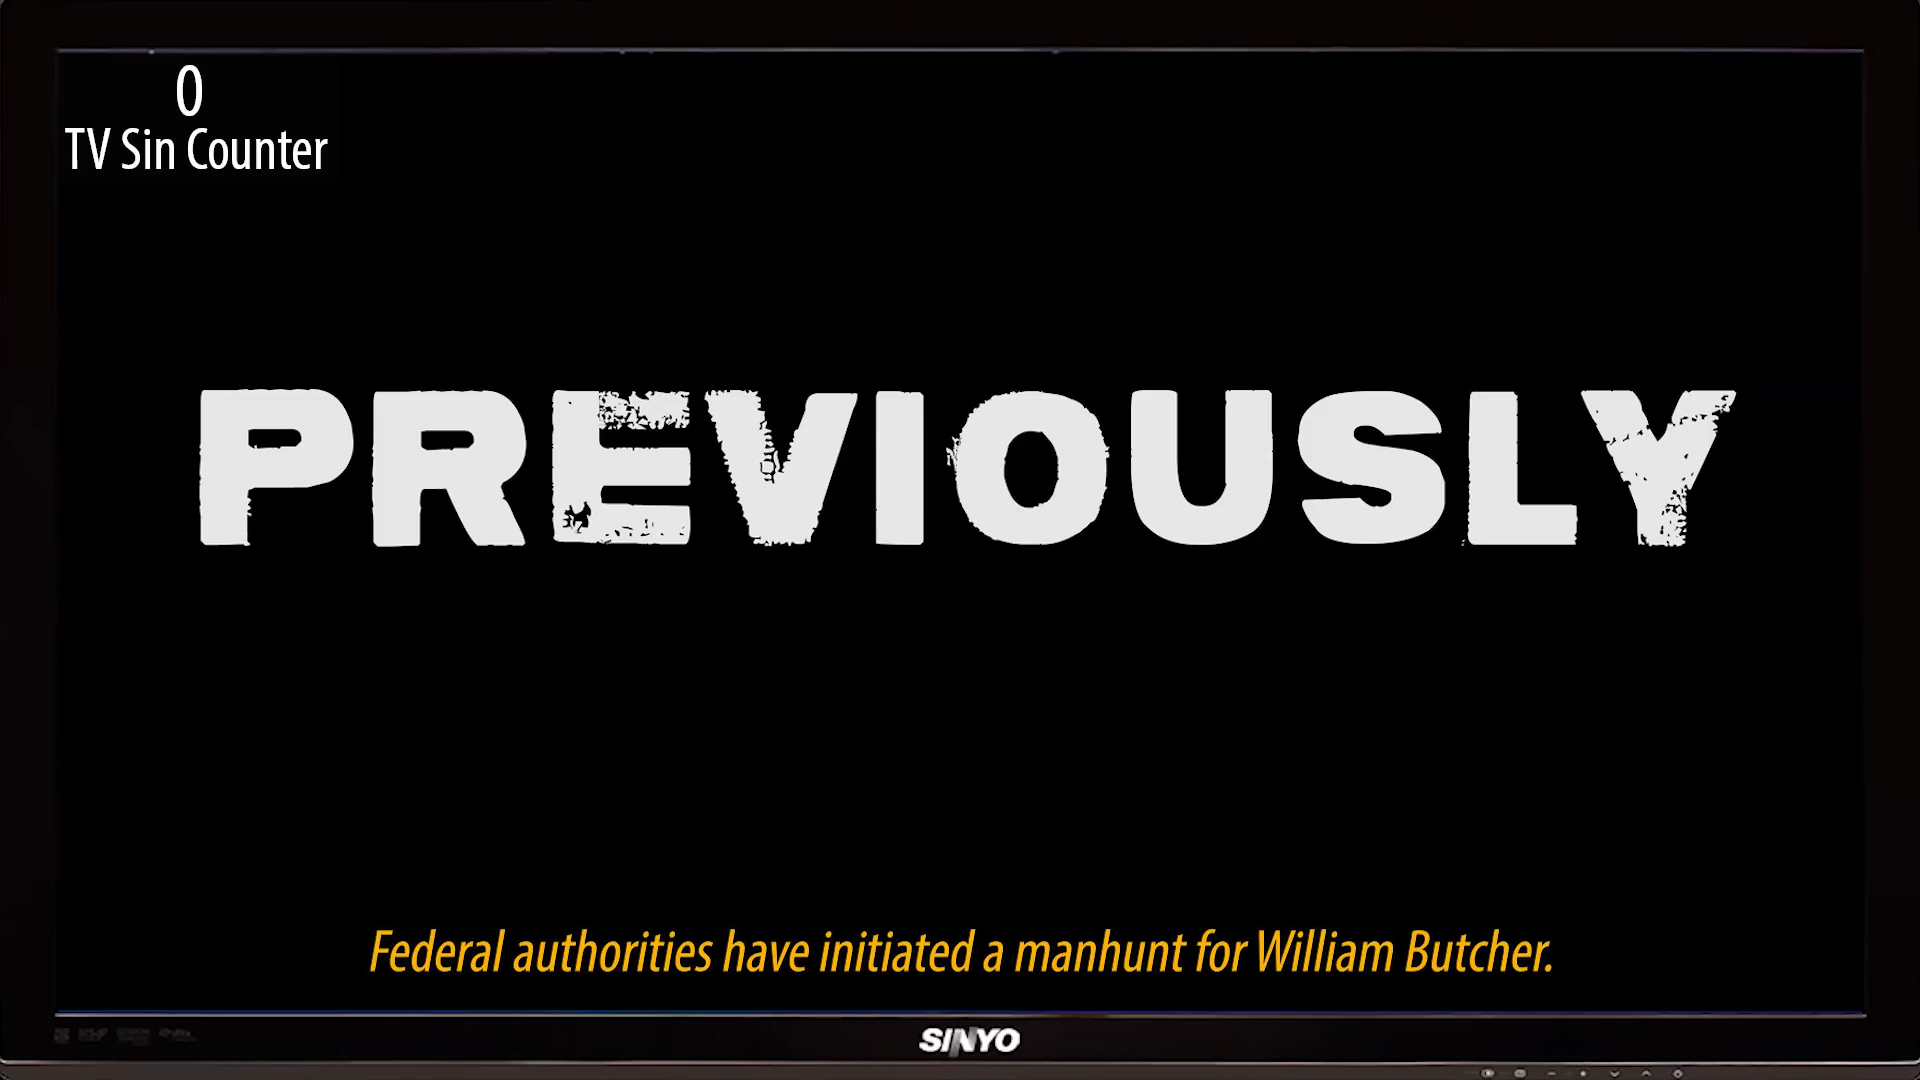 0
TV Sin Counter
PREVIOUSLY
Federal authorities have initiated a manhunt for William Butcher.
SINYO